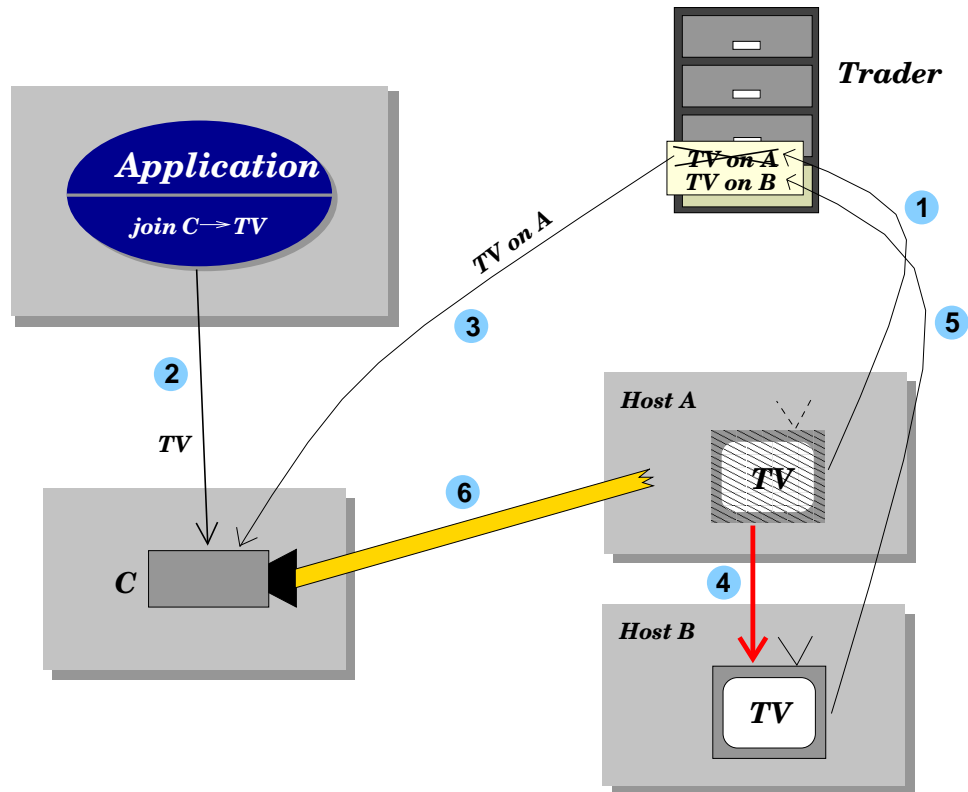 Trader
Application
join C→TV
TV on A
TV on B
1
TV on A
3
5
2
TV
Host A
TV
6
C
4
Host B
TV